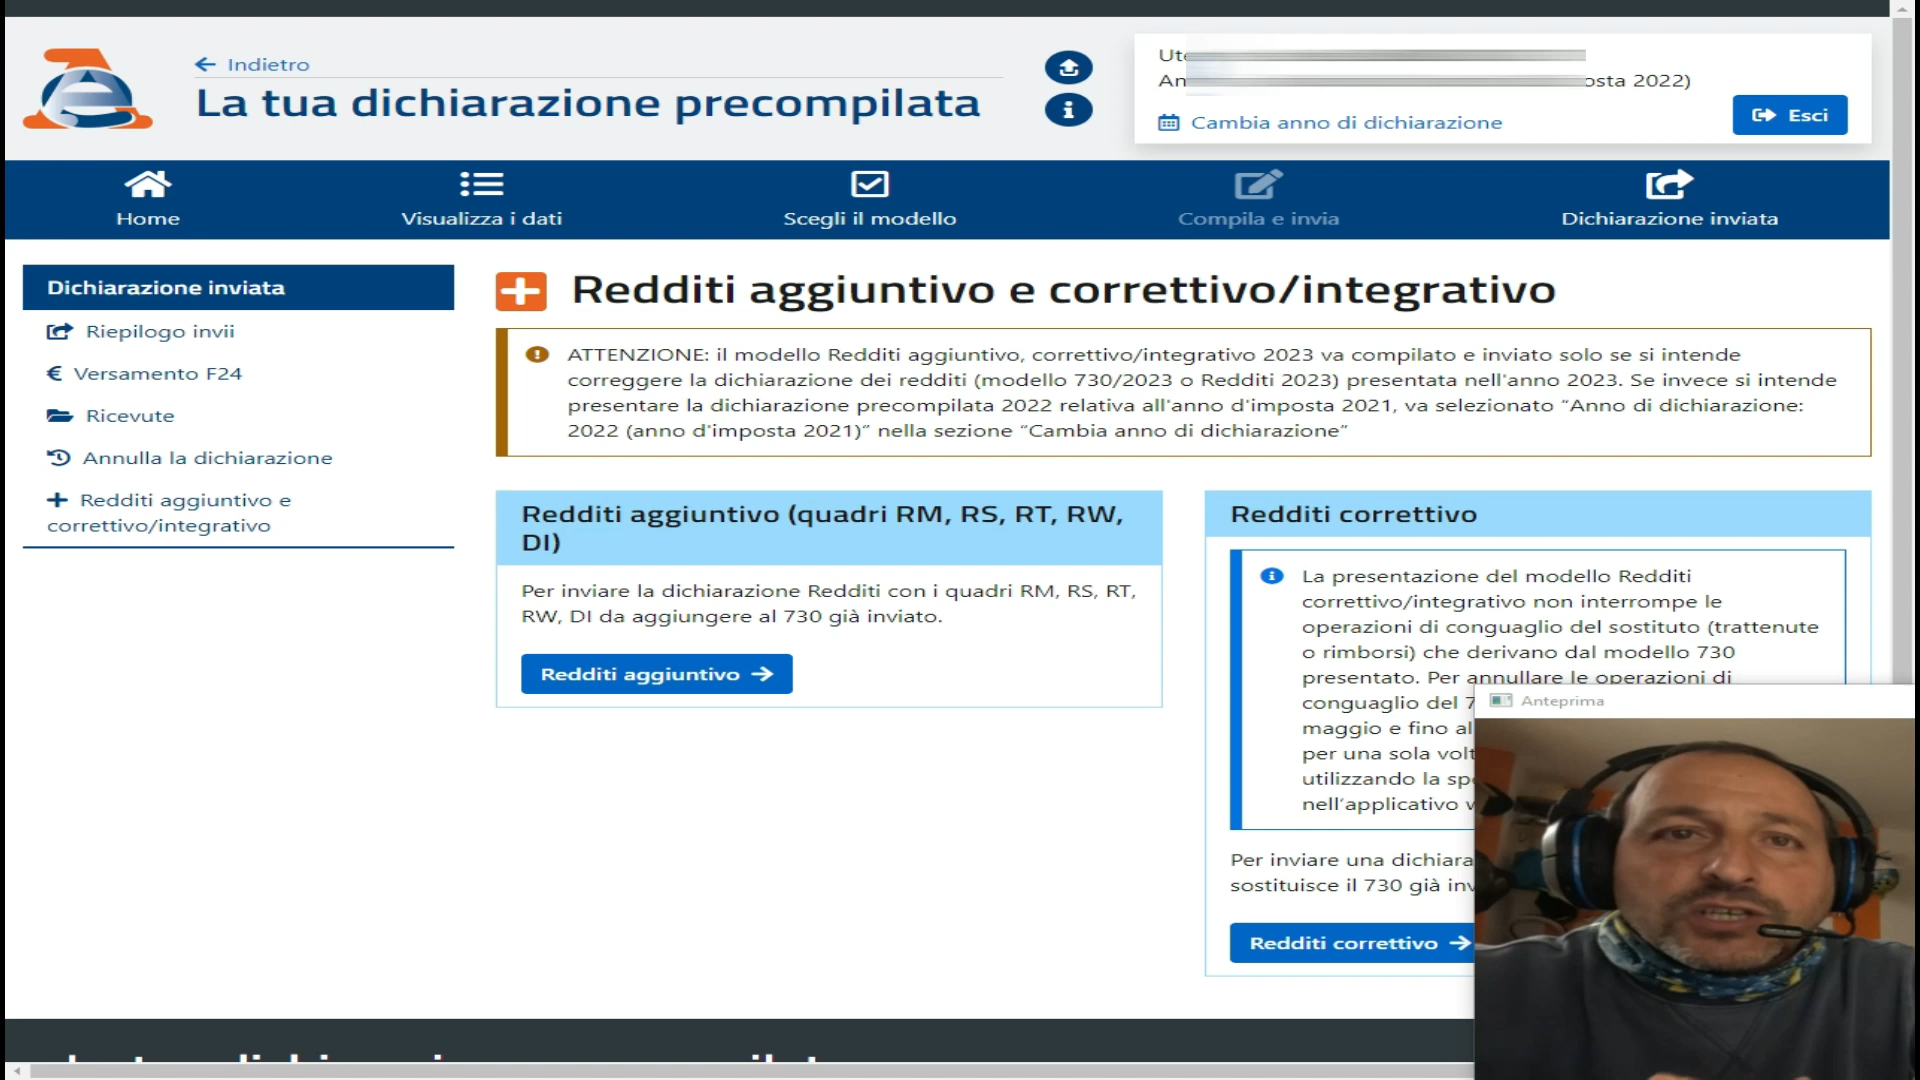 Indietro
La tua dichiarazione precompilata
osta 2022)
Cambia anno di dichiarazione
Esci
Home
Visualizza i dati
Scegli il modello
Compila e invia
Dichiarazione inviata
Dichiarazione inviata
Riepilogo invii
€ Versamento F24
Ricevute
Annulla la dichiarazione
Redditi aggiuntivo e
correttivo/integrativo
Redditi aggiuntivo e correttivo/integrativo
ATTENZIONE: il modello Redditi aggiuntivo, correttivo/integrativo 2023 va compilato e inviato solo se si intende
correggere la dichiarazione dei redditi (modello 730/2023 o Redditi 2023) presentata nell'anno 2023. Se invece si intende
presentare la dichiarazione precompilata 2022 relativa all'anno d'imposta 2021, va selezionato “Anno di dichiarazione:
2022 (anno d'imposta 2021)” nella sezione “Cambia anno di dichiarazione”
Redditi aggiuntivo (quadri RM, RS, RT, RW,
DI)
Per inviare la dichiarazione Redditi con i quadri RM, RS, RT,
RW, DI da aggiungere al 730 già inviato.
Redditi aggiuntivo
Redditi correttivo
La presentazione del modello Redditi
correttivo/integrativo non interrompe le
operazioni di conguaglio del sostituto (trattenute
o rimborsi) che derivano dal modello 730
presentato. Per annullare le operazioni di
conguaglio del 7
maggio e fino al
per una sola volt
utilizzando la sp
nell'applicativo
Per inviare una dichiara
sostituisce il 730 già inv
Redditi correttivo
Anteprima